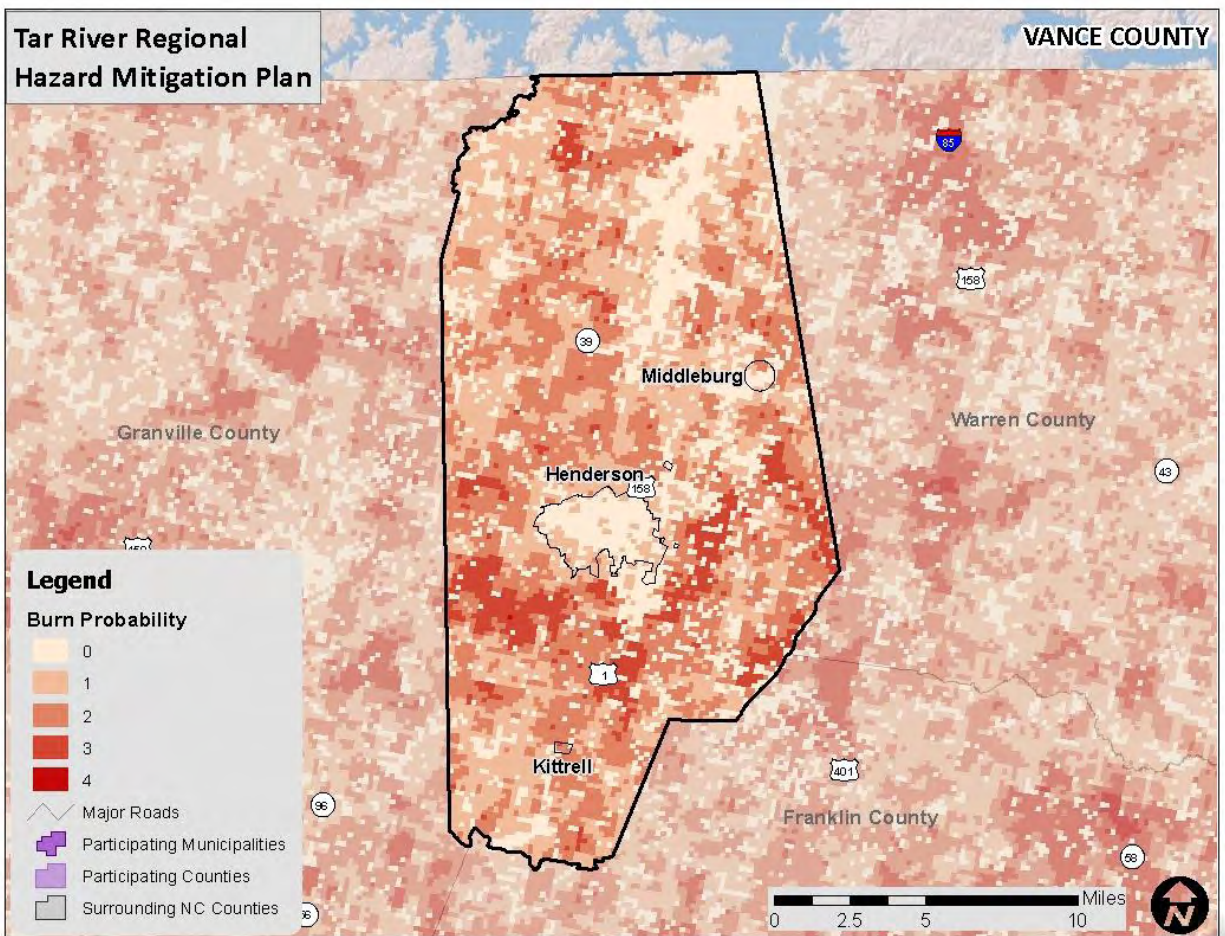 Tar River Regional
Hazard Mitigation Plan
VANCE COUNTY
85
158
39
Middleburg
Granville County
Warren County
43
Henderson
158
Legend
Burn Probability
0
1
2
3
4
Major Roads
Participating Municipalities
Participating Counties
Surrounding NC Counties
1
Kittrell
401
96
Franklin County
58
Miles
0
2.5
5
10
N